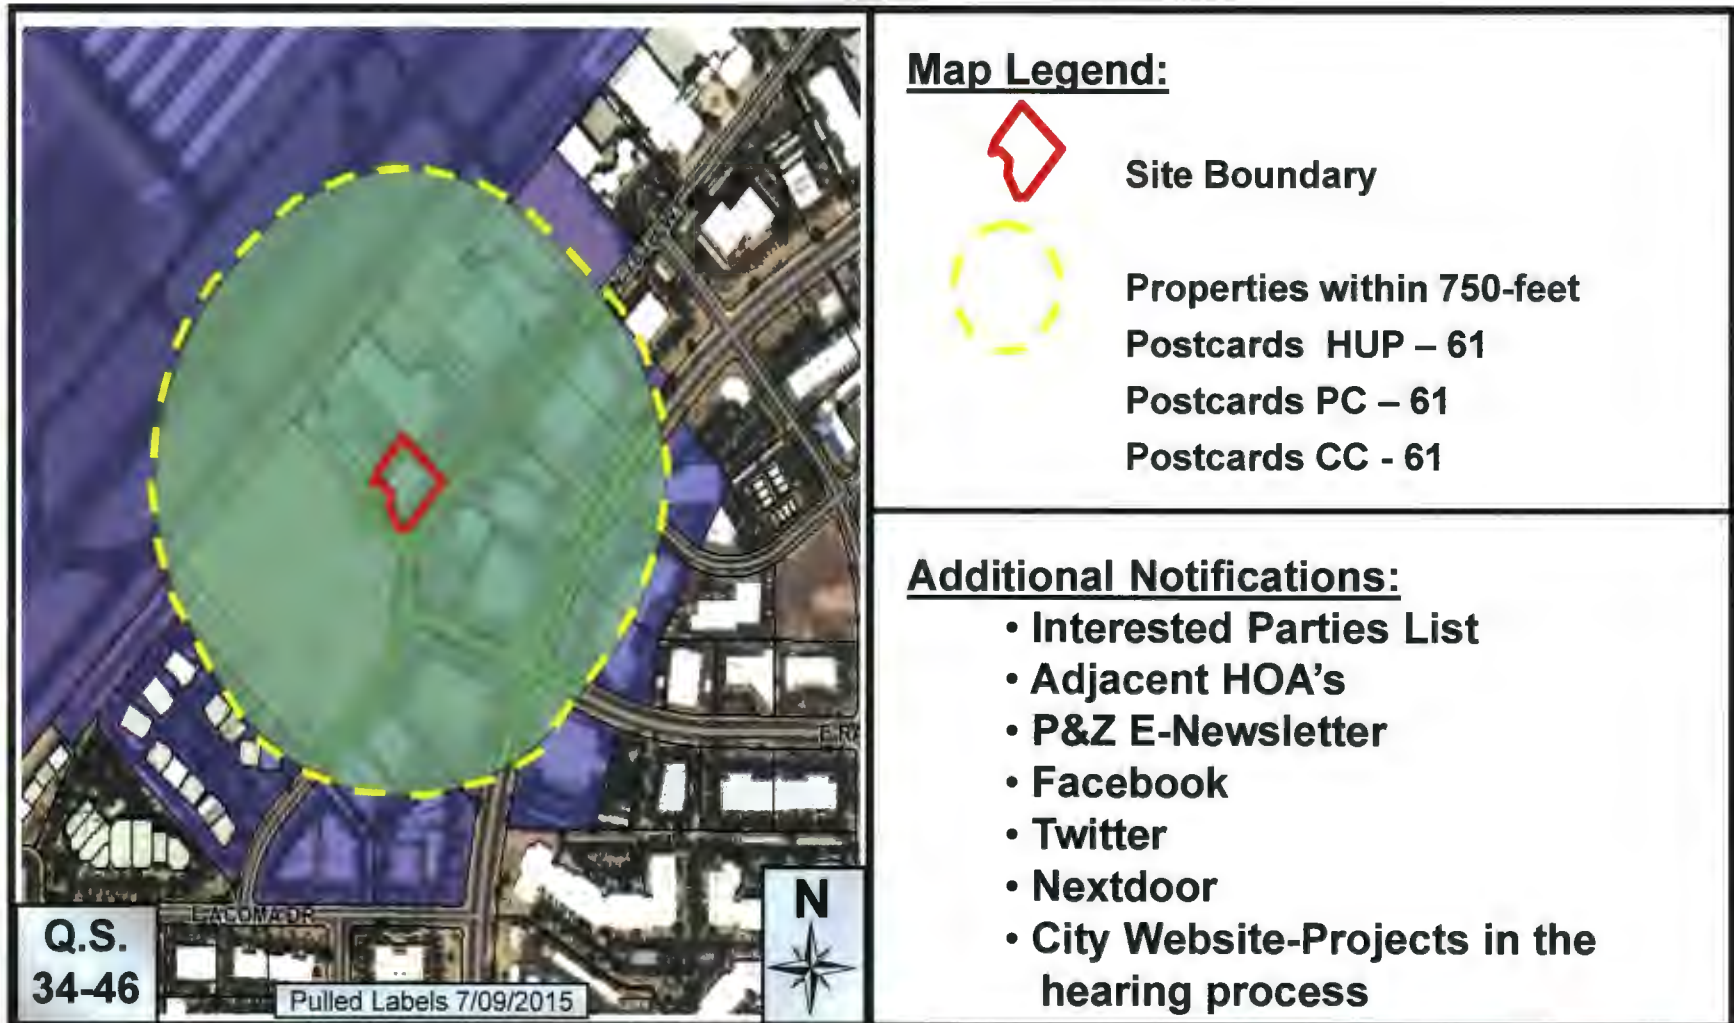 Map Legend:
Site Boundary
Properties within 750-feet
Postcards HUP – 61
Postcards PC – 61
Postcards CC - 61
Additional Notifications:
• Interested Parties List
• Adjacent HOA's
• P&Z E-Newsletter
• Facebook
• Twitter
• Nextdoor
• City Website-Projects in the
hearing process
E ACOMA DR
Q.S.
34-46
Pulled Labels 7/09/2015
N